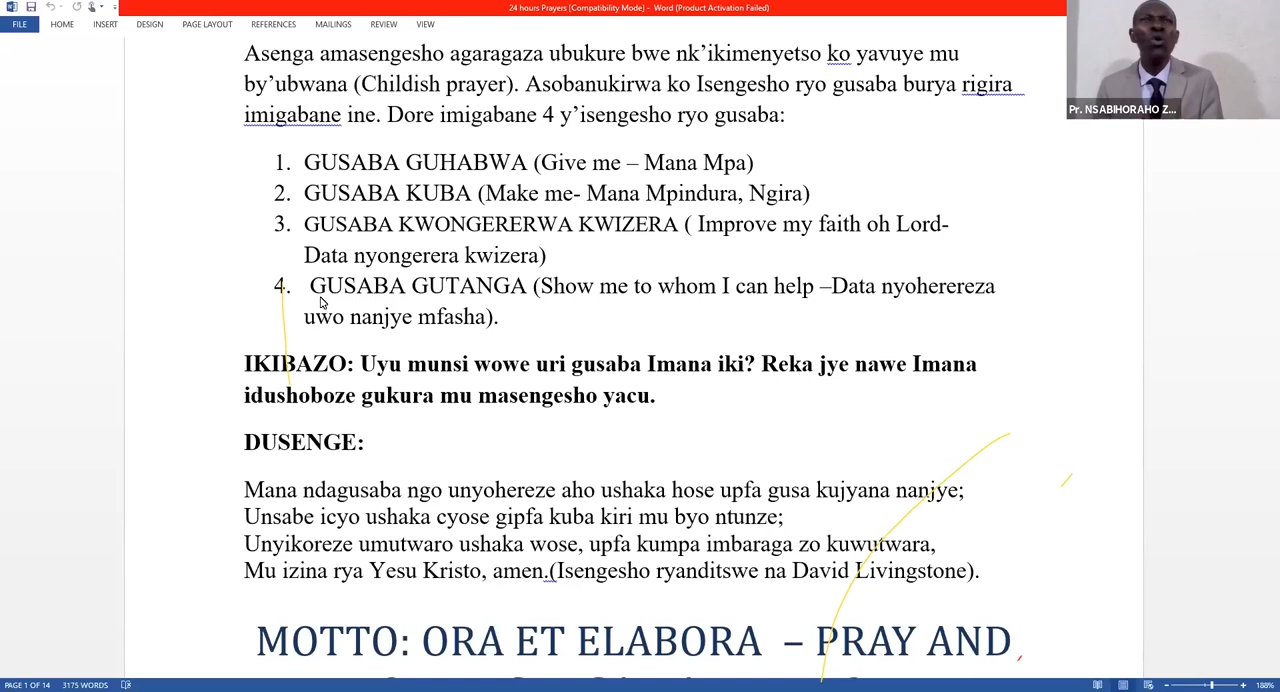 24 hours Prayers [Compatibility Mode] - Word (Product Activation Failed)
FILE HOME INSERT DESIGN PAGE LAYOUT REFERENCES MAILINGS REVIEW VIEW
Pr. NSABIHORAHO Z...
Asenga amasengesho agaragaza ubukure bwe nk’ikimenyetso ko yavuye mu
by’ubwana (Childish prayer). Asobanukirwa ko Isengesho ryo gusaba burya rigira
imigabane ine. Dore imigabane 4 y’isengesho ryo gusaba:
1. GUSABA GUHABWA (Give me – Mana Mpa)
2. GUSABA KUBA (Make me- Mana Mpindura, Ngira)
3. GUSABA KWONGERERWA KWIZERA ( Improve my faith oh Lord-
Data nyongerera kwizera)
4. GUSABA GUTANGA (Show me to whom I can help –Data nyoherereza
uwo nanjye mfasha).
IKIBAZO: Uyu munsi wowe uri gusaba Imana iki? Reka jye nawe Imana
idushoboze gukura mu masengesho yacu.
DUSENGE:
Mana ndagusaba ngo unyohereze aho ushaka hose upfa gusa kujyana nanjye;
Unsabe icyo ushaka cyose gipfa kuba kiri mu byo ntunze;
Unyikoreze umutwaro ushaka wose, upfa kumpa imbaraga zo kuwutwara,
Mu izina rya Yesu Kristo, amen.(Isengesho ryanditswe na David Livingstone).
MOTTO: ORA ET ELABORA – PRAY AND
PAGE 1 OF 14 3175 WORDS 188%